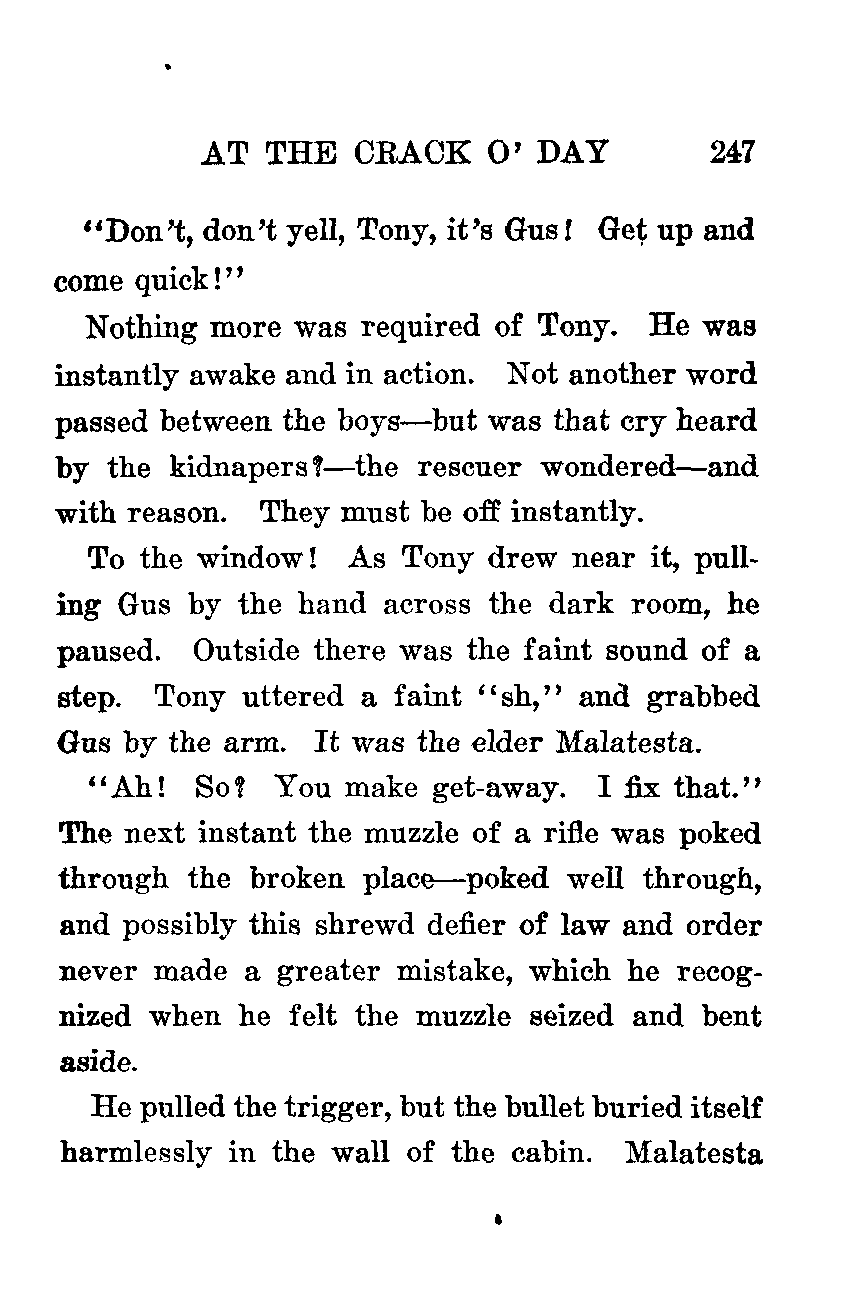 AT THE CRACK O' DAY 247
"Don't, don't yell, Tony, it's Gus! Get up and
come quick!"
Nothing more was required of Tony. He was
instantly awake and in action. Not another word
passed between the boys—but was that cry heard
by the kidnapers?—the rescuer wondered—and
with reason. They must be off instantly.
To the window! As Tony drew near it, pull-
ing Gus by the hand across the dark room, he
paused. Outside there was the faint sound of a
step. Tony uttered a faint "sh," and grabbed
Gus by the arm. It was the elder Malatesta.
"Ah! So? You make get-away. I fix that."
The next instant the muzzle of a rifle was poked
through the broken place—poked well through,
and possibly this shrewd defier of law and order
never made a greater mistake, which he recog-
nized when he felt the muzzle seized and bent
aside.
He pulled the trigger, but the bullet buried itself
harmlessly in the wall of the cabin. Malatesta